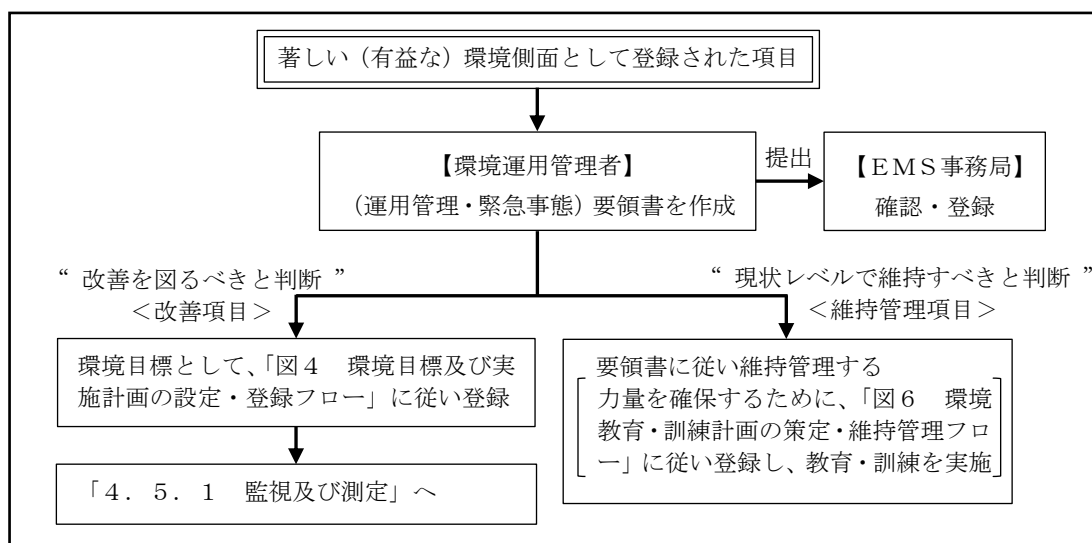 著しい（有益な）環境側面として登録された項目
【環境運用管理者】
（運用管理・緊急事態）要領書を作成
提出
【ＥＭＳ事務局】
確認・登録
“ 改善を図るべきと判断 ”
＜改善項目＞
“ 現状レベルで維持すべきと判断 ”
＜維持管理項目＞
環境目標として、「図４　環境目標及び実
施計画の設定・登録フロー」に従い登録
要領書に従い維持管理する
力量を確保するために、「図６　環境
教育・訓練計画の策定・維持管理フロ
ー」に従い登録し、教育・訓練を実施
「４．５．１　監視及び測定」へ